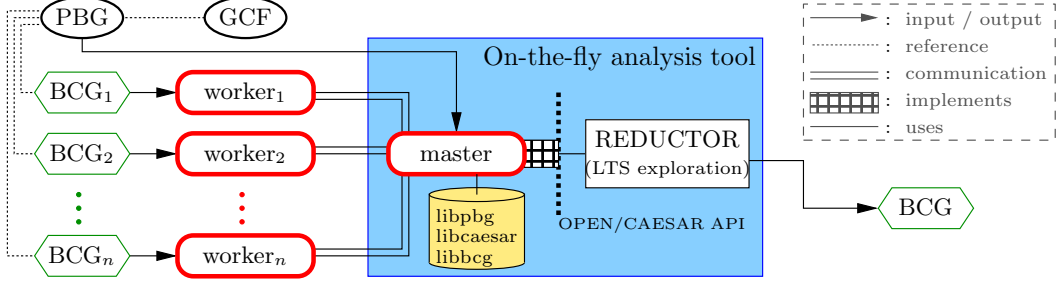 PBG
GCF
On-the-fly analysis tool
BCG1
worker1
BCG2
worker2
master
REDUCTOR
(LTS exploration)
libpbg
libcaesar
libbcg
OPEN/CAESAR API
BCGn
workern
BCG
: input / output
: reference
: communication
: implements
: uses